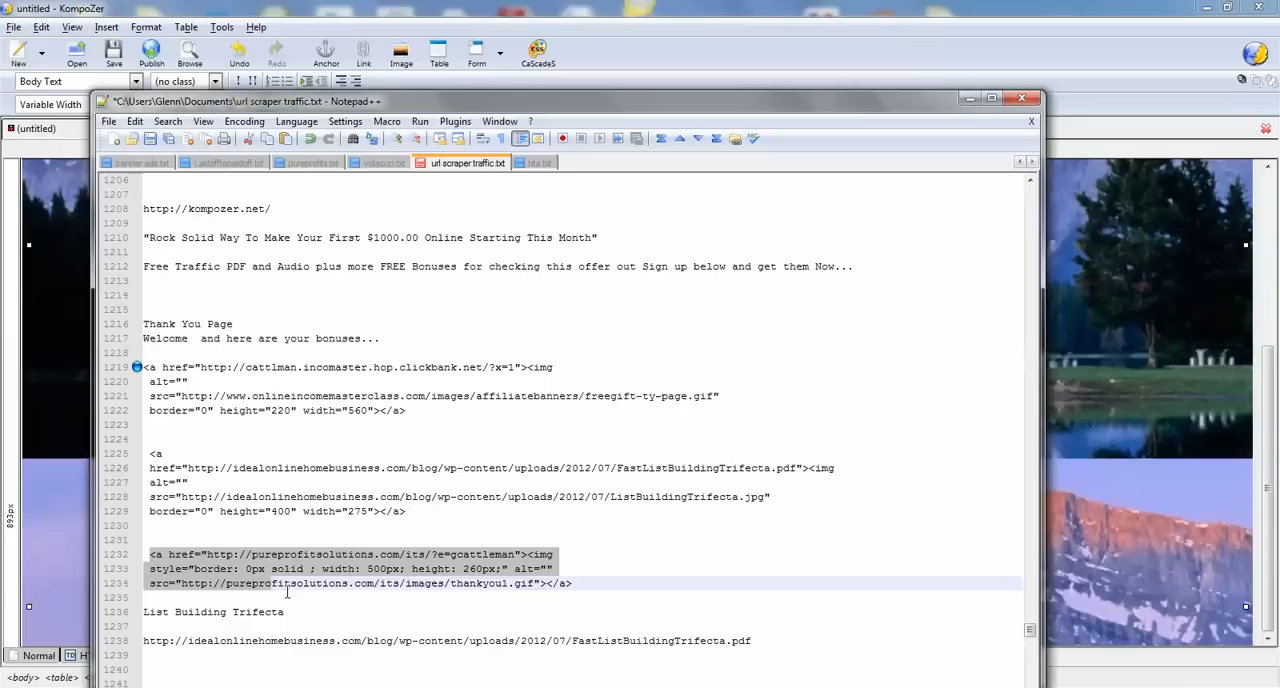 untitled - KompoZer
File Edit View Insert Format Table Tools Help
New Open Save Publish Browse Undo Redo Anchor Link Image Table Form CaScadeS
Body Text (no class)
Variable Width
(untitled)
*C:\Users\Glenn\Documents\url scraper traffic.txt - Notepad++
File Edit Search View Encoding Language Settings Macro Run Plugins Window ? X
banner ads.txt pureprofits.txt url scraper traffic.txt hta.txt
1206
1207
1208 http://kompozer.net/
1209
1210 "Rock Solid Way To Make Your First $1000.00 Online Starting This Month"
1211
1212 Free Traffic PDF and Audio plus more FREE Bonuses for checking this offer out Sign up below and get them Now...
1213
1214
1215
1216 Thank You Page
1217 Welcome and here are your bonuses...
1218
1219 <a href="http://cattlman.incomaster.hop.clickbank.net/?x=1"><img
1220 alt=""
1221 src="http://www.onlineincomemasterclass.com/images/affiliatebanners/freegift-ty-page.gif"
1222 border="0" height="220" width="560"></a>
1223
1224
1225 <a
1226 href="http://idealonlinehomebusiness.com/blog/wp-content/uploads/2012/07/FastListBuildingTrifecta.pdf"><img
1227 alt=""
1228 src="http://idealonlinehomebusiness.com/blog/wp-content/uploads/2012/07/ListBuildingTrifecta.jpg"
1229 border="0" height="400" width="275"></a>
1230
1231
1232 <a href="http://pureprofitsolutions.com/its/?e=gcattleman"><img
1233 style="border: 0px solid ; width: 500px; height: 260px;" alt=""
1234 src="http://pureprofitsolutions.com/its/images/thankyou1.gif"></a>
1235
1236 List Building Trifecta
1237
1238 http://idealonlinehomebusiness.com/blog/wp-content/uploads/2012/07/FastListBuildingTrifecta.pdf
1239
1240
1241
893px
Normal
<body> <table>